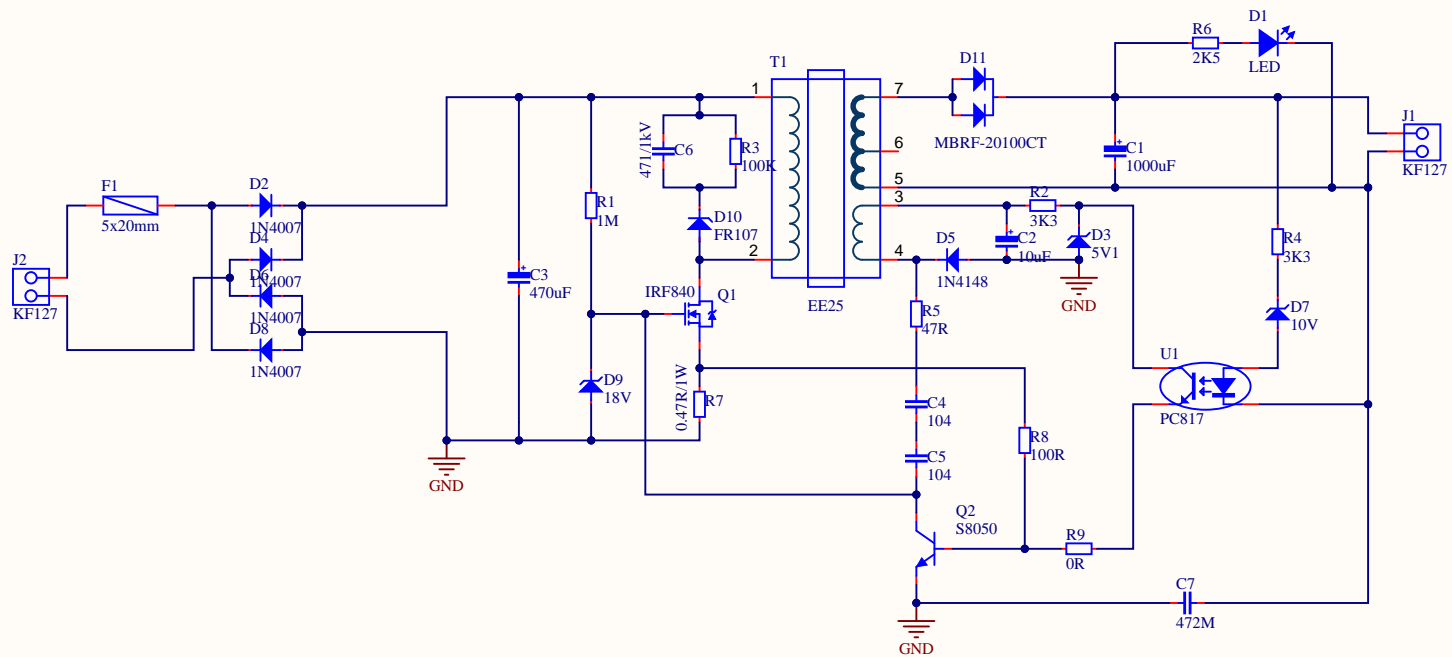 D1
R6
2K5
LED
T1
D11
1
7
J1
471/1kV
C6
R3
100K
MBRF-20100CT
6
C1
1000uF
KF127
F1
D2
5
R2
5x20mm
1N4007
R1
1M
D10
FR107
3
3K3
D4
2
4
D5
C2
10uF
D3
5V1
R4
3K3
J2
D6
1N4007
C3
470uF
1N4148
KF127
1N4007
IRF840
Q1
EE25
GND
R5
47R
D7
10V
D8
1N4007
D9
18V
U1
0.47R/1W
R7
C4
104
PC817
R8
100R
C5
104
GND
Q2
S8050
R9
0R
C7
472M
GND